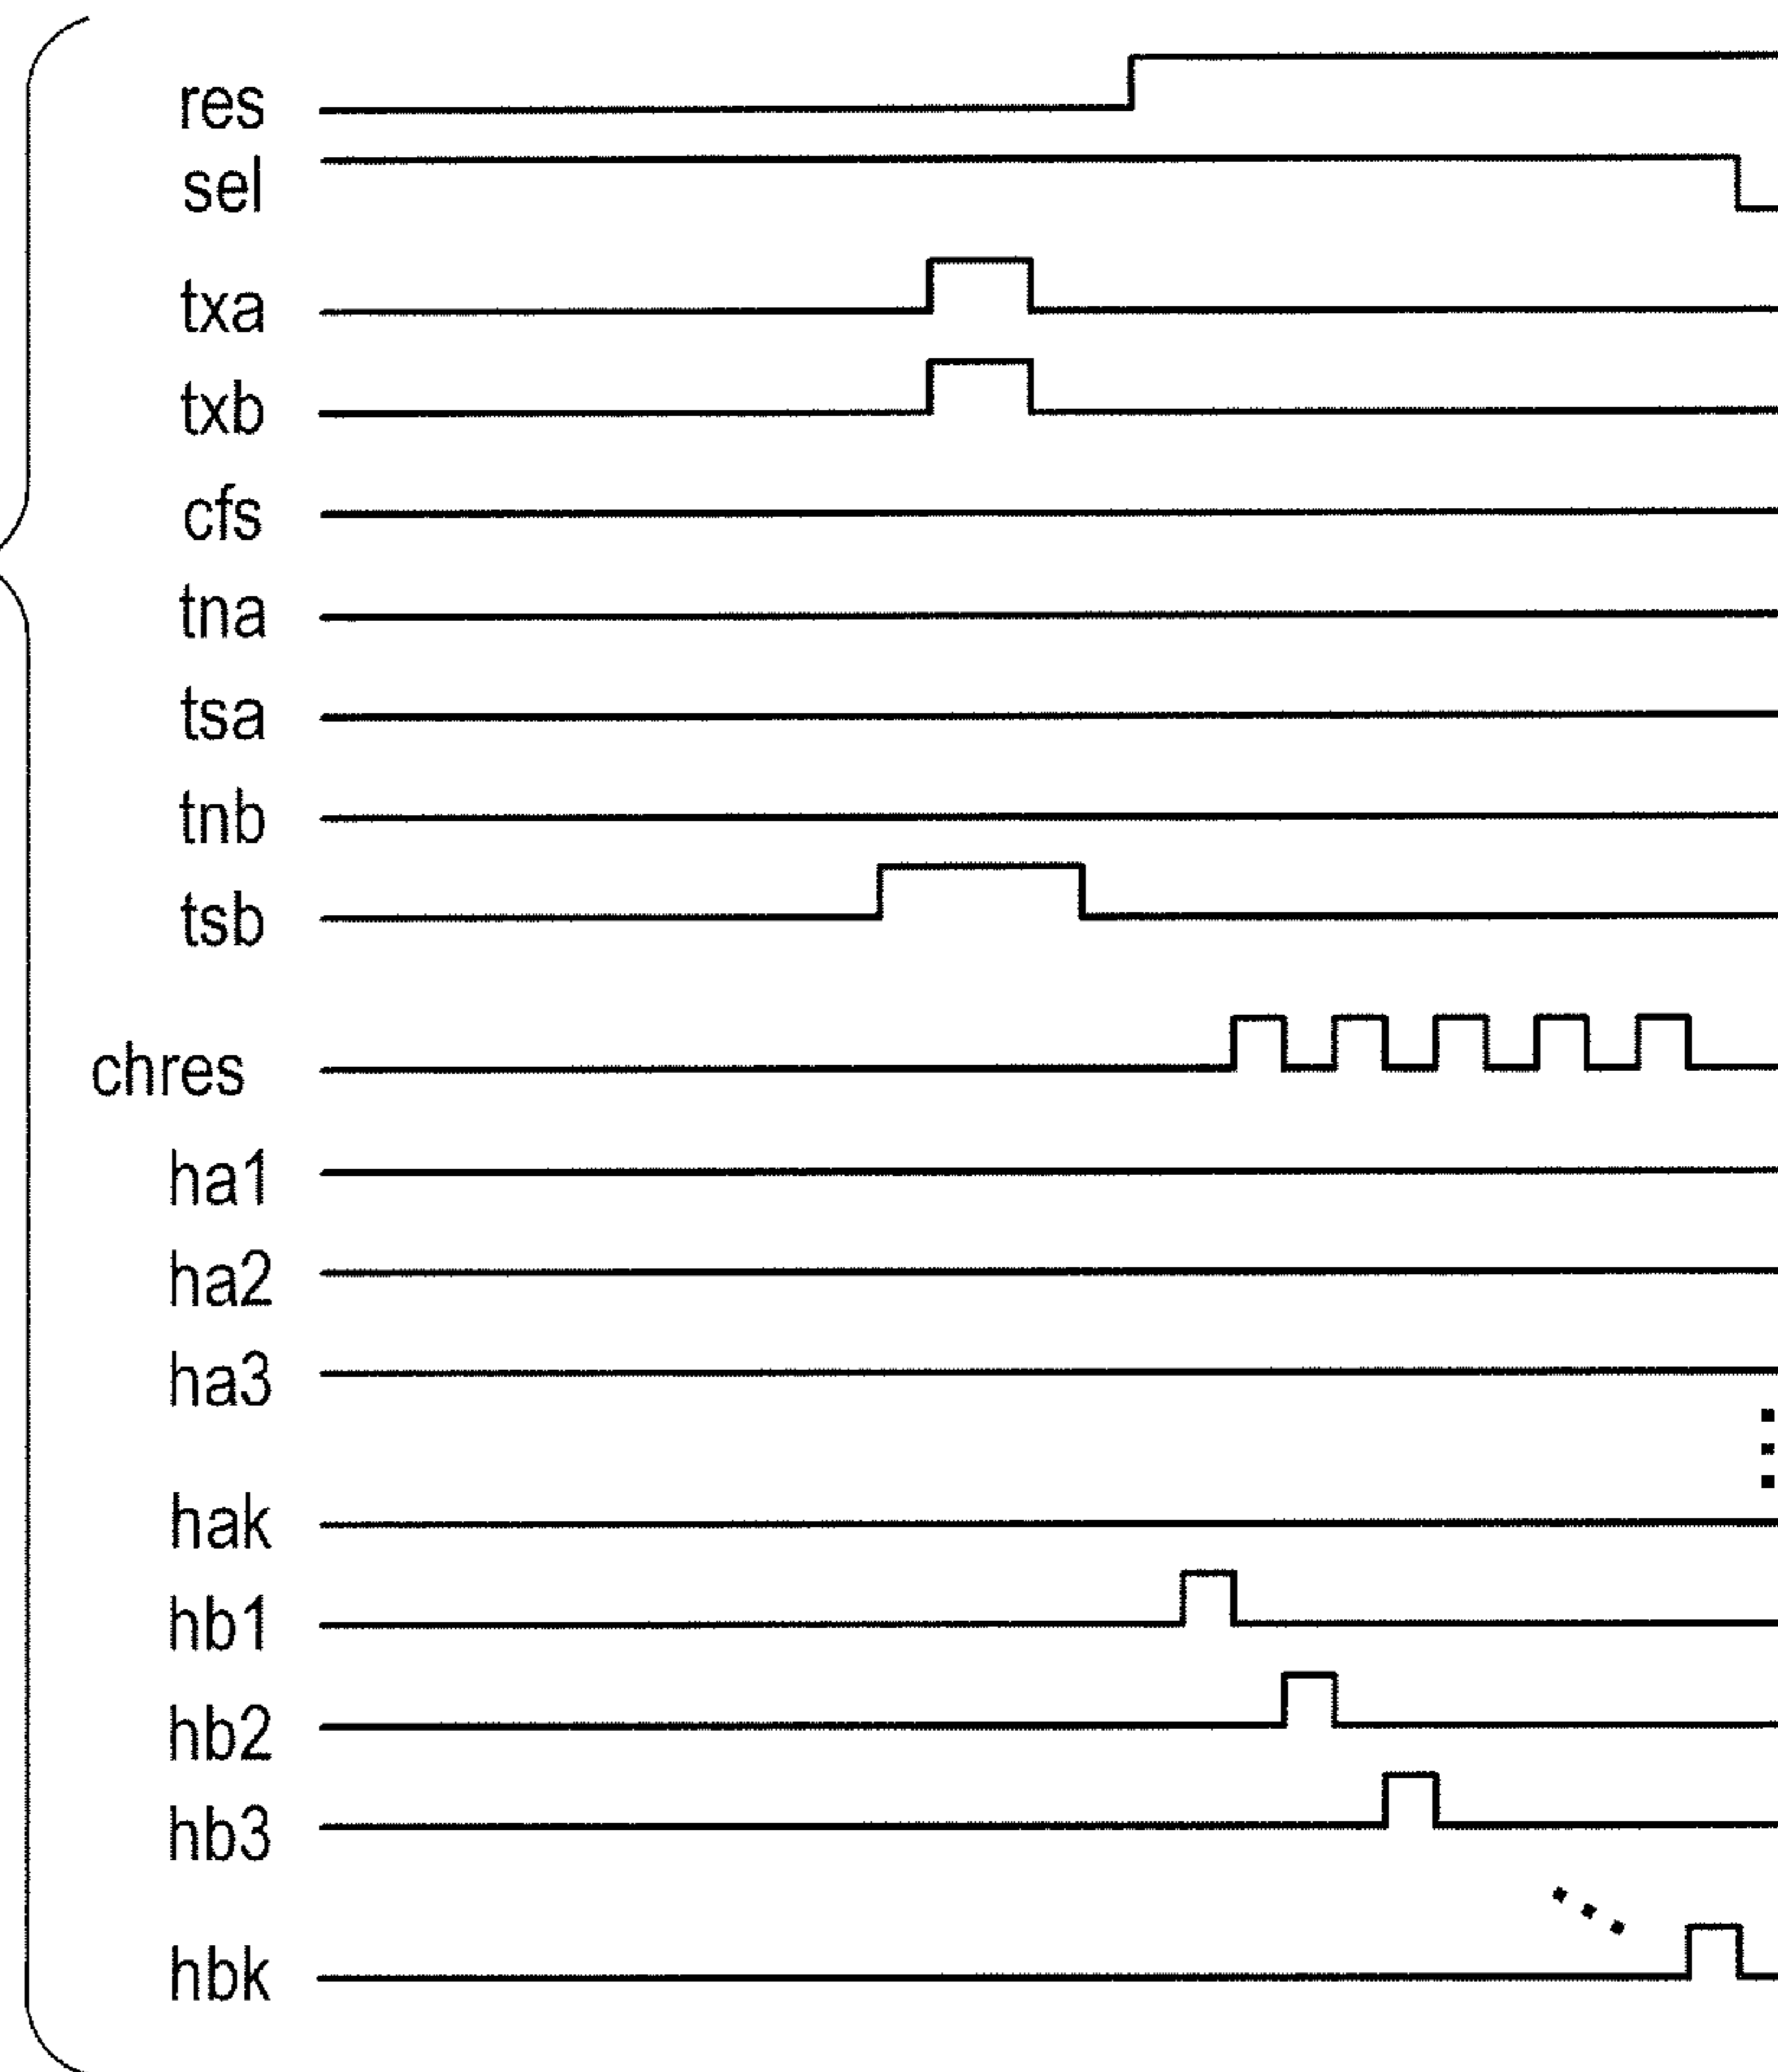 res
sel
txa
txb
cfs
tna
tsa
tnb
tsb
chres
ha1
ha2
ha3
hak
hb1
hb2
hb3
hbk